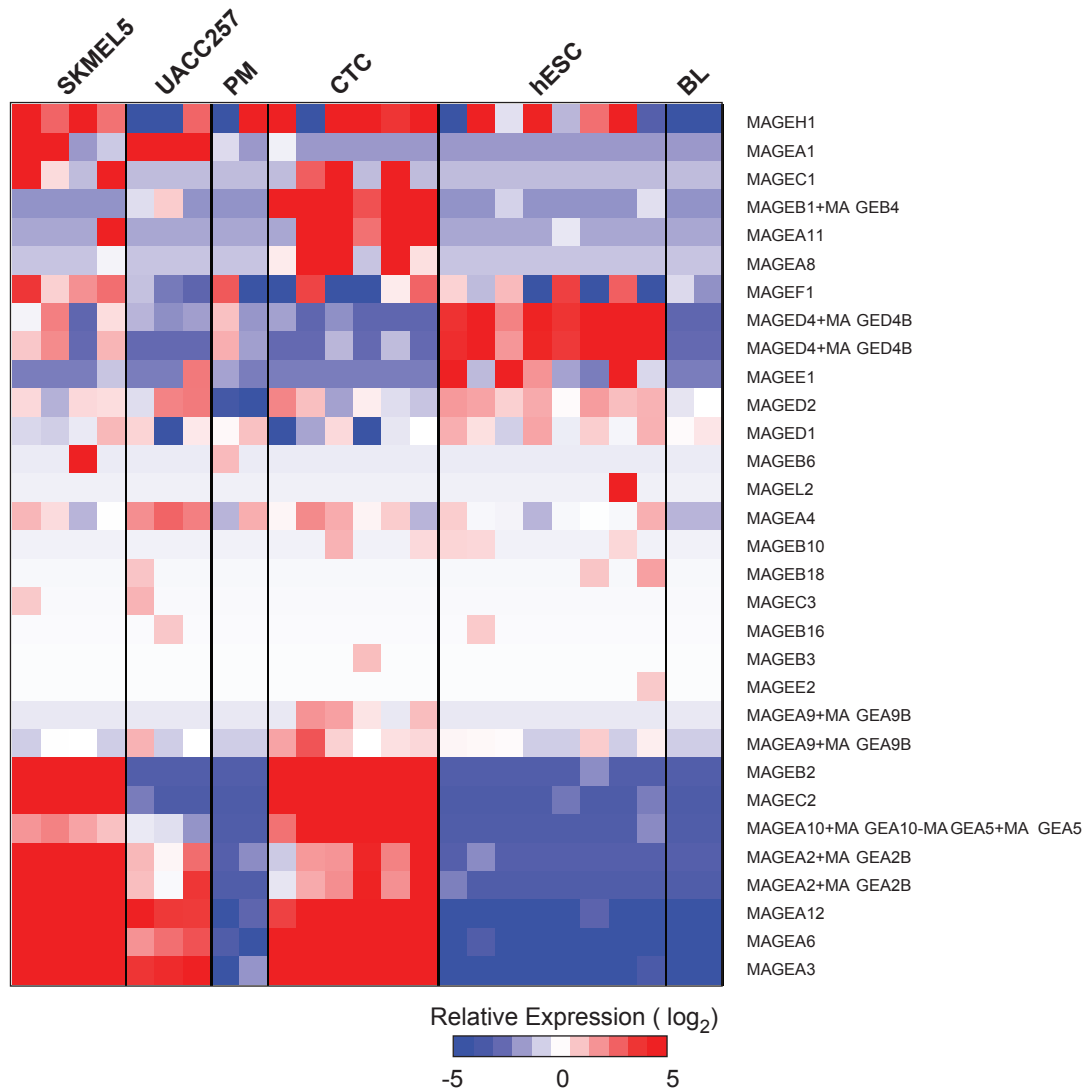 SKMEL5 UACC257 PM CTC hESC BL
MAGEH1
MAGEA1
MAGEC1
MAGEB1+MA GEB4
MAGEA11
MAGEA8
MAGEF1
MAGED4+MA GED4B
MAGED4+MA GED4B
MAGEE1
MAGED2
MAGED1
MAGEB6
MAGEL2
MAGEA4
MAGEB10
MAGEB18
MAGEC3
MAGEB16
MAGEB3
MAGEE2
MAGEA9+MA GEA9B
MAGEA9+MA GEA9B
MAGEB2
MAGEC2
MAGEA10+MA GEA10-MAGEA5+MA GEA5
MAGEA2+MA GEA2B
MAGEA2+MA GEA2B
MAGEA12
MAGEA6
MAGEA3
Relative Expression ( log₂)
-5 0 5